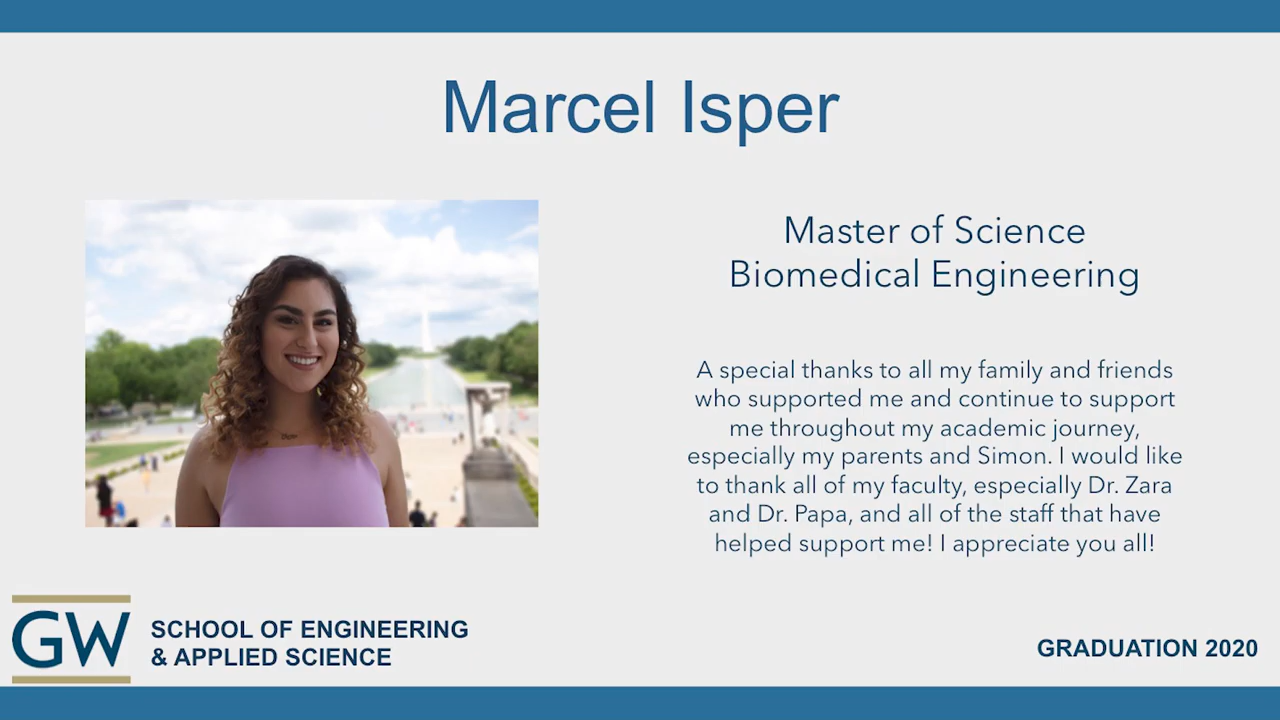 Marcel Isper
Master of Science
Biomedical Engineering
A special thanks to all my family and friends
who supported me and continue to support
me throughout my academic journey,
especially my parents and Simon. I would like
to thank all of my faculty, especially Dr. Zara
and Dr. Papa, and all of the staff that have
helped support me! I appreciate you all!
GW
SCHOOL OF ENGINEERING
& APPLIED SCIENCE
GRADUATION 2020